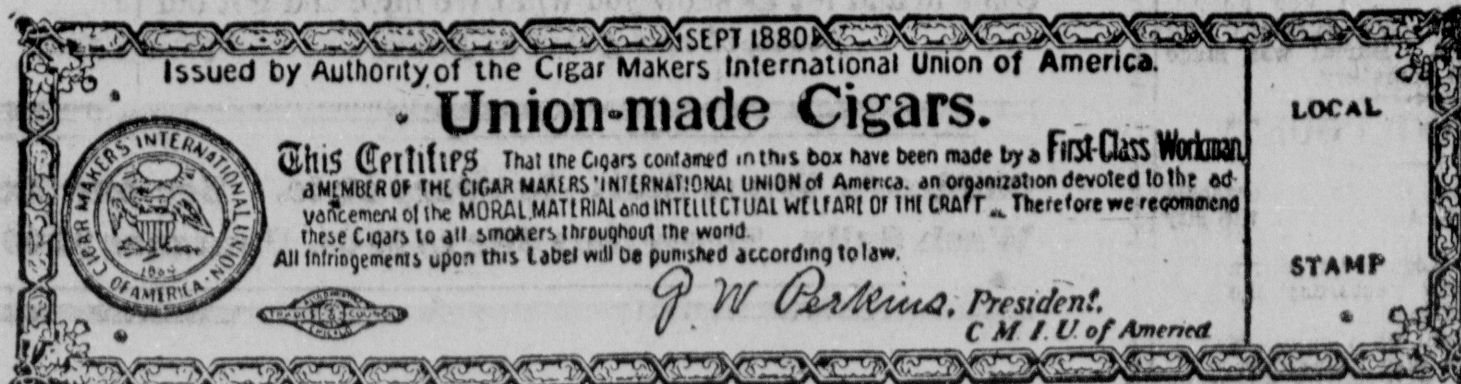 SEPT 1880
Issued by Authority of the Cigar Makers International Union of America.
Union-made Cigars.
This Certifies That the Cigars contained in this box have been made by a First-Class Workman,
a MEMBER OF THE CIGAR MAKERS 'INTERNATIONAL UNION of America, an organization devoted to the ad-
vancement of the MORAL, MATERIAL and INTELLECTUAL WELFARE OF THE CRAFT. Therefore we recommend
these Cigars to all smokers throughout the world.
All Infringements upon this Label will be punished according to law.
G W Perkins, President,
C M I U of America
CIGAR MAKERS INTERNATIONAL UNION
OF AMERICA
TRADES COUNCIL
LOCAL
STAMP